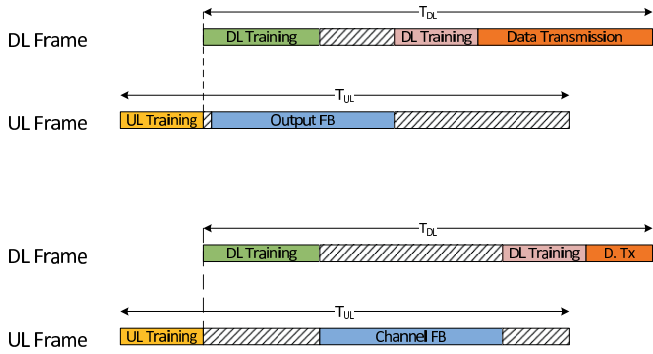 T_DL
DL Frame DL Training DL Training Data Transmission
T_UL
UL Frame UL Training Output FB
T_DL
DL Frame DL Training DL Training D. Tx
T_UL
UL Frame UL Training Channel FB